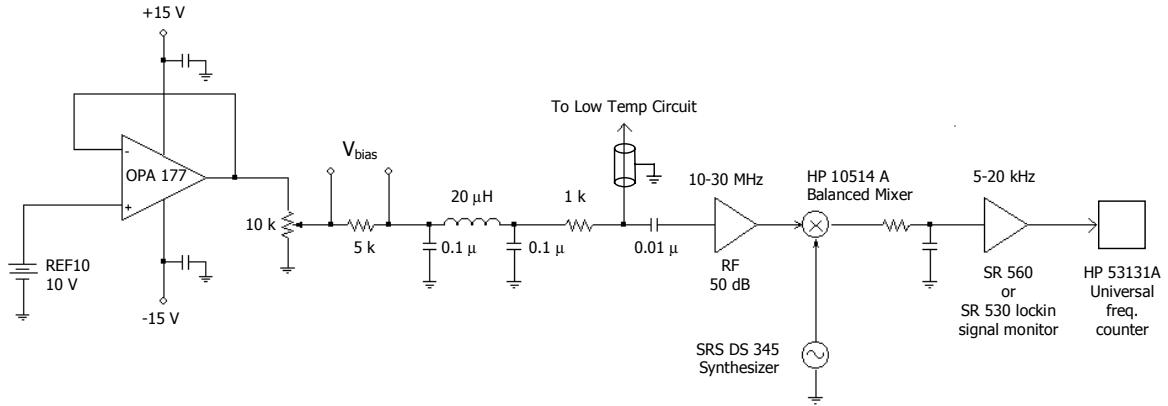 +15 V
-
OPA 177
+
REF10
10 V
-15 V
10 k
Vbias
5 k
20 μH
0.1 μ
0.1 μ
1 k
To Low Temp Circuit
0.01 μ
10-30 MHz
RF
50 dB
HP 10514 A
Balanced Mixer
SRS DS 345
Synthesizer
5-20 kHz
SR 560
or
SR 530 lockin
signal monitor
HP 53131A
Universal
freq.
counter